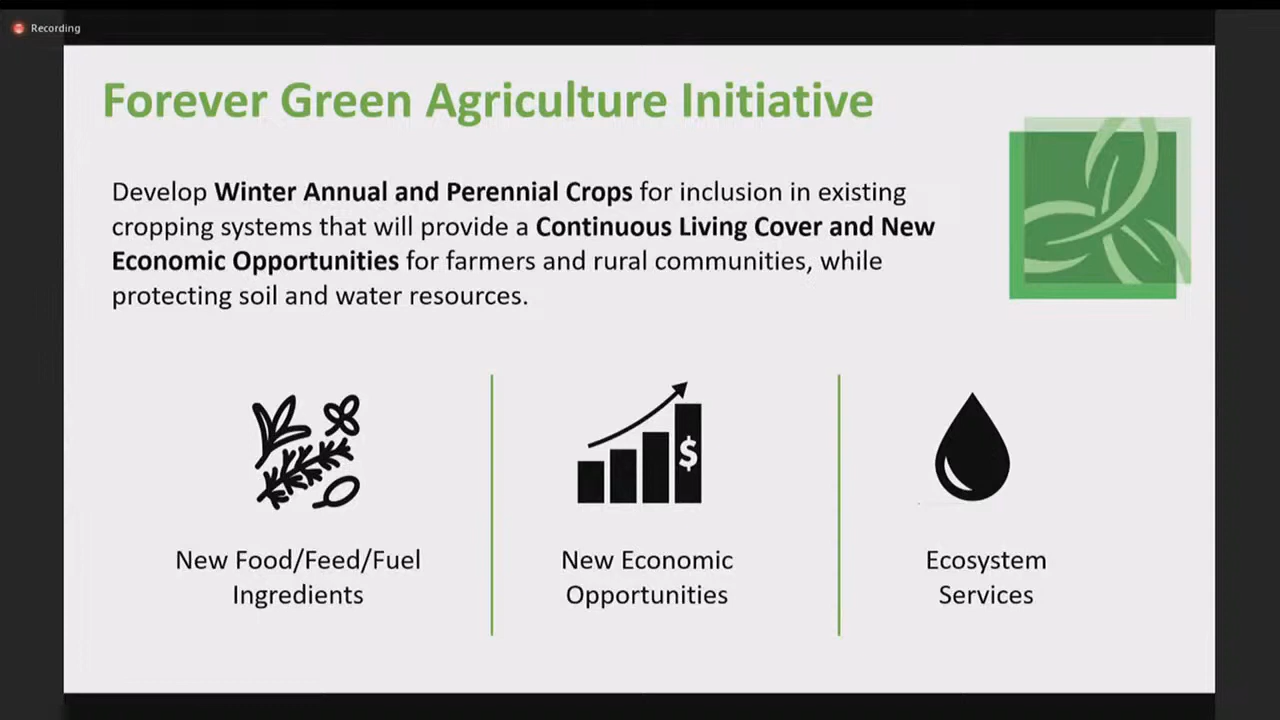 Recording
Forever Green Agriculture Initiative
Develop Winter Annual and Perennial Crops for inclusion in existing
cropping systems that will provide a Continuous Living Cover and New
Economic Opportunities for farmers and rural communities, while
protecting soil and water resources.
$
New Food/Feed/Fuel
Ingredients
New Economic
Opportunities
Ecosystem
Services